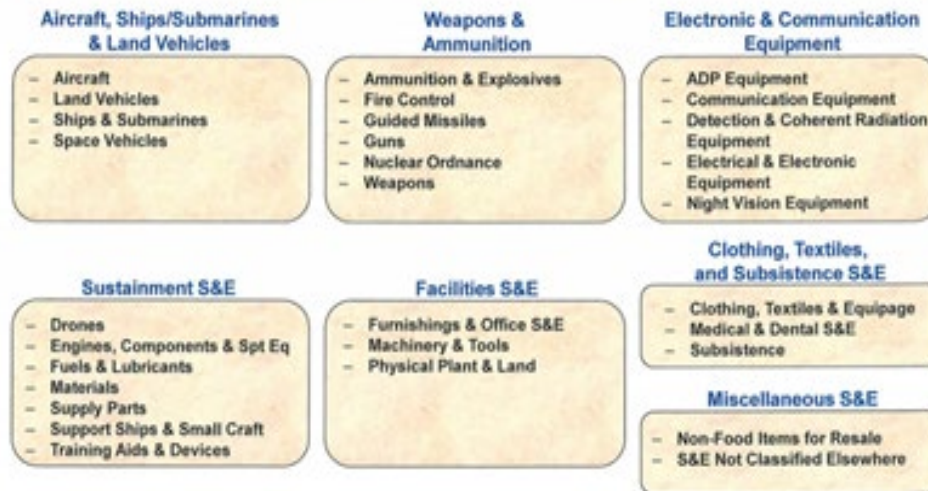 Aircraft, Ships/Submarines
& Land Vehicles
– Aircraft
– Land Vehicles
– Ships & Submarines
– Space Vehicles
Weapons &
Ammunition
– Ammunition & Explosives
– Fire Control
– Guided Missiles
– Guns
– Nuclear Ordnance
– Weapons
Electronic & Communication
Equipment
– ADP Equipment
– Communication Equipment
– Detection & Coherent Radiation
Equipment
– Electrical & Electronic
Equipment
– Night Vision Equipment
Sustainment S&E
– Drones
– Engines, Components & Spt Eq
– Fuels & Lubricants
– Materials
– Supply Parts
– Support Ships & Small Craft
– Training Aids & Devices
Facilities S&E
– Furnishings & Office S&E
– Machinery & Tools
– Physical Plant & Land
Clothing, Textiles,
and Subsistence S&E
– Clothing, Textiles & Equipage
– Medical & Dental S&E
– Subsistence
Miscellaneous S&E
– Non-Food Items for Resale
– S&E Not Classified Elsewhere